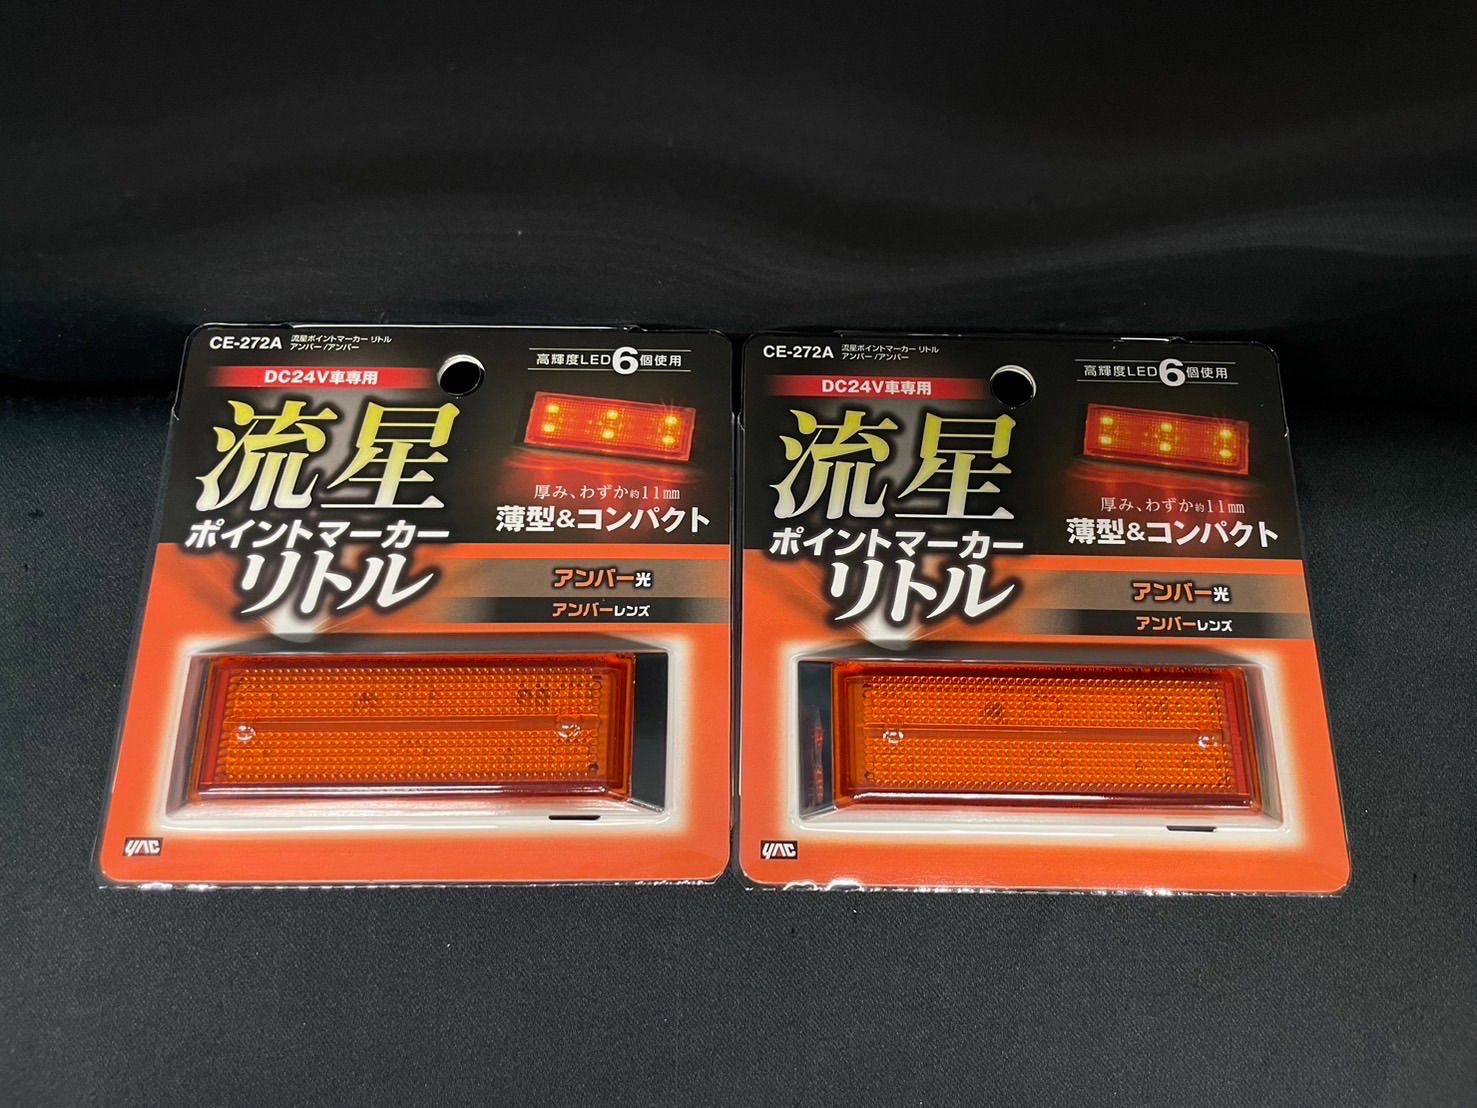 CE-272A 流星ポイントマーカー リトル
アンバー/アンバー
DC24V車専用
高輝度LED6個使用
流星
ポイントマーカー
リトル
厚み、わずか約11mm
薄型&コンパクト
アンバー光
アンバーレンズ
YAC
CE-272A 流星ポイントマーカー リトル
アンバー/アンバー
DC24V車専用
高輝度LED6個使用
流星
ポイントマーカー
リトル
厚み、わずか約11mm
薄型&コンパクト
アンバー光
アンバーレンズ
YAC